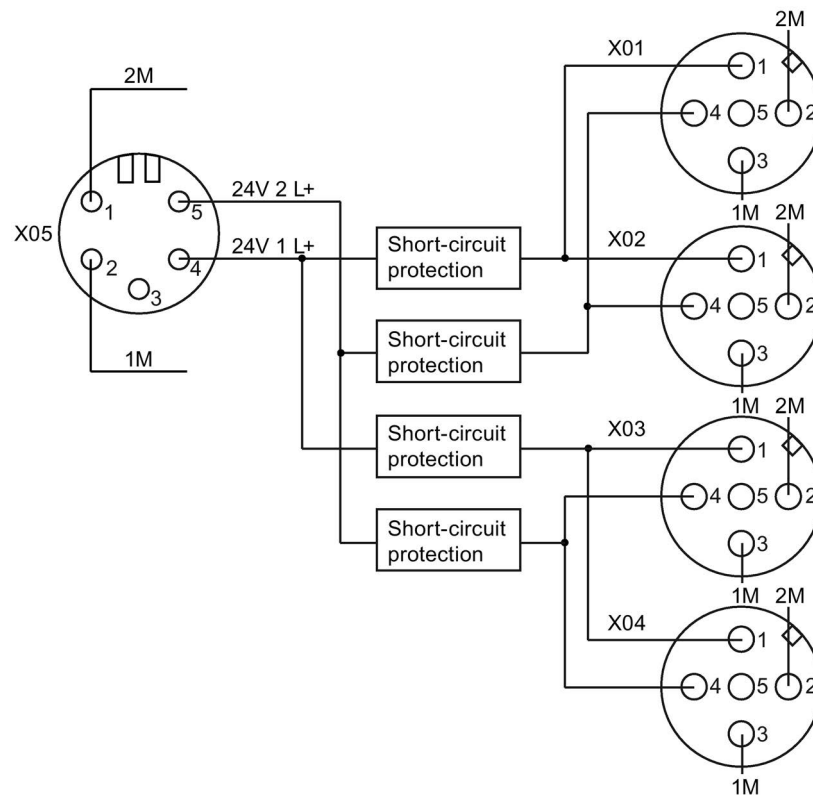 2M
X05
1
5
2
4
3
1M
24V 2 L+
24V 1 L+
Short-circuit
protection
Short-circuit
protection
Short-circuit
protection
Short-circuit
protection
X01
2M
1
4
5
2
3
1M
X02
2M
1
4
5
2
3
1M
X03
2M
1
4
5
2
3
1M
X04
2M
1
4
5
2
3
1M